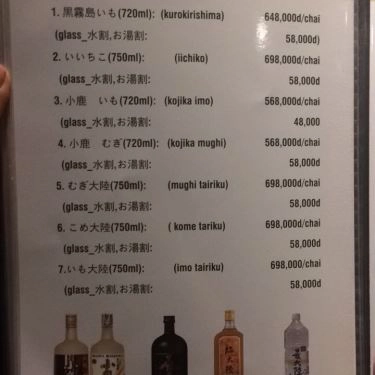 1. 黒霧島いも(720ml): (kurokirishima) 648,000d/chai
(glass_水割,お湯割: 58,000d)
2. いいちこ(750ml): (iichiko) 698,000d/chai
(glass_水割,お湯割: 58,000d
3. 小鹿 いも(720ml): (kojika imo) 568,000d/chai
(glass_水割,お湯割: 48,000
4. 小鹿 むぎ(720ml): (kojika mughi) 568,000d/chai
(glass_水割,お湯割: 58,000d
5. むぎ大陸(750ml): (mughi tairiku) 698,000d/chai
(glass_水割,お湯割: 58,000d
6. こめ大陸(750ml): ( kome tariku) 698,000d/chai
(glass_水割,お湯割: 58,000d
7.いも大陸(750ml): (imo tairiku) 698,000/chai
(glass_水割,お湯割: 58,000d